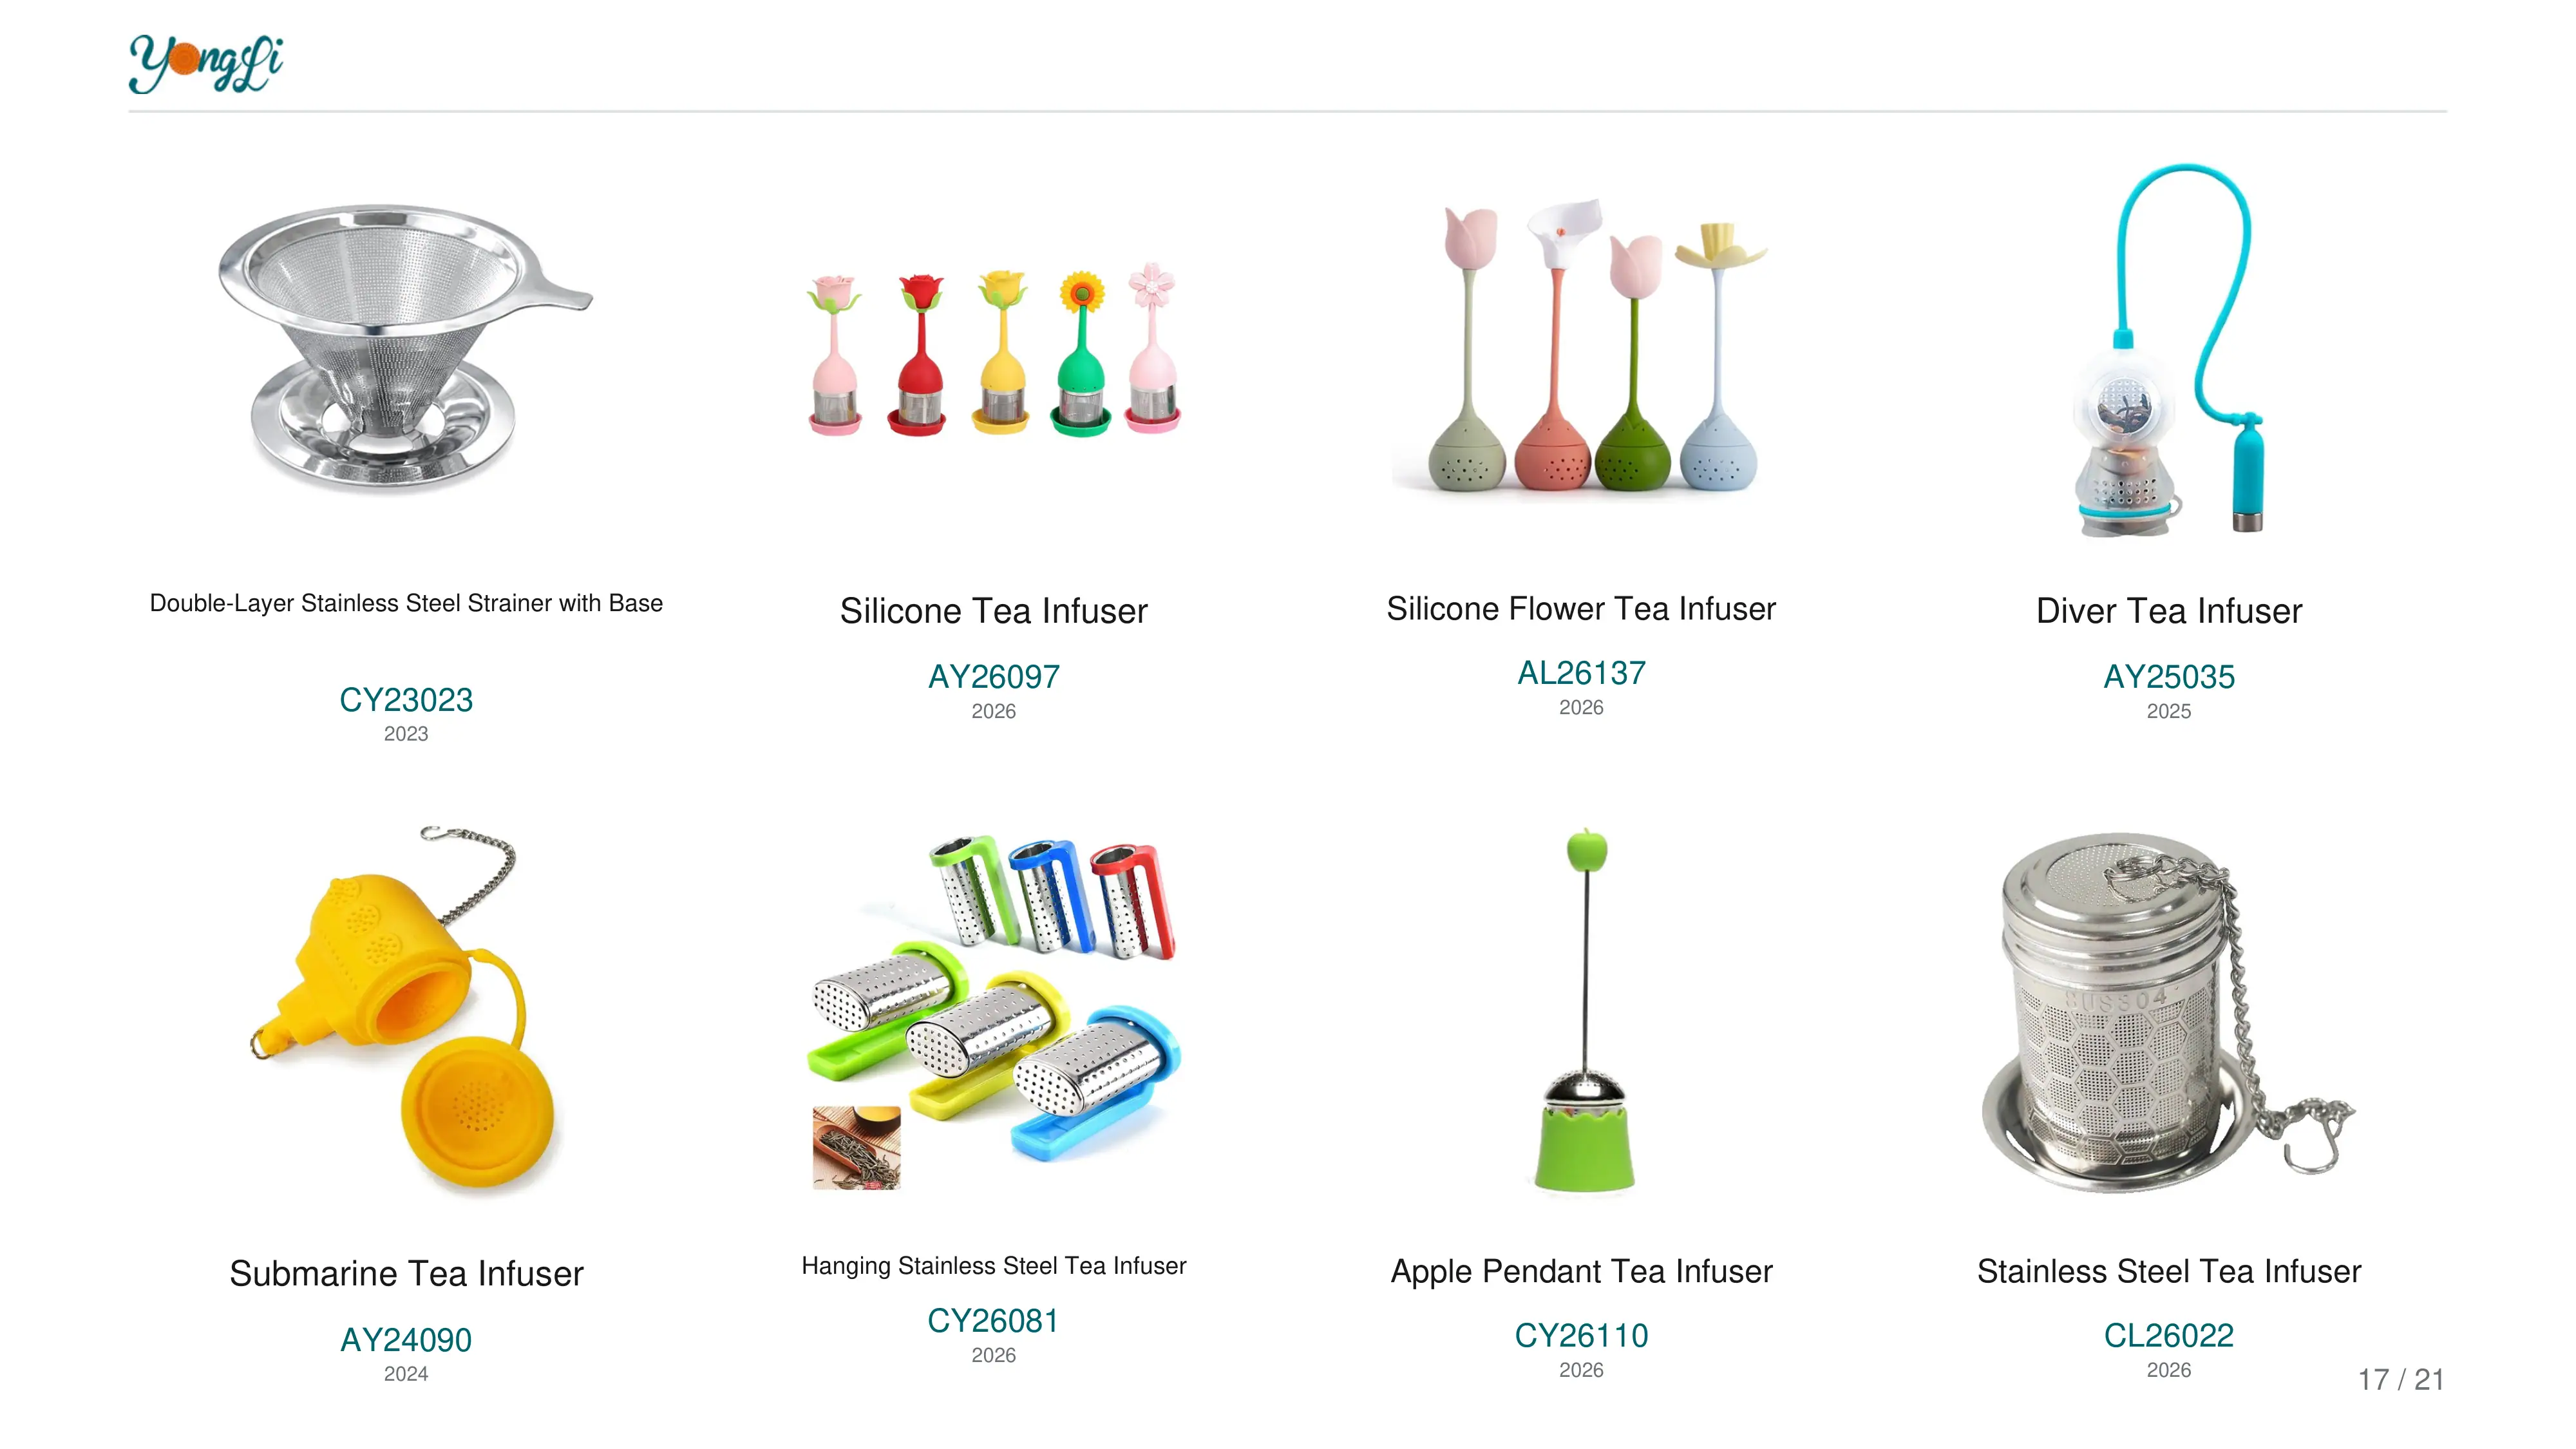 YongLi
Double-Layer Stainless Steel Strainer with Base
CY23023
2023
Silicone Tea Infuser
AY26097
2026
Silicone Flower Tea Infuser
AL26137
2026
Diver Tea Infuser
AY25035
2025
SUS304
Submarine Tea Infuser
AY24090
2024
Hanging Stainless Steel Tea Infuser
CY26081
2026
Apple Pendant Tea Infuser
CY26110
2026
Stainless Steel Tea Infuser
CL26022
2026
17 / 21